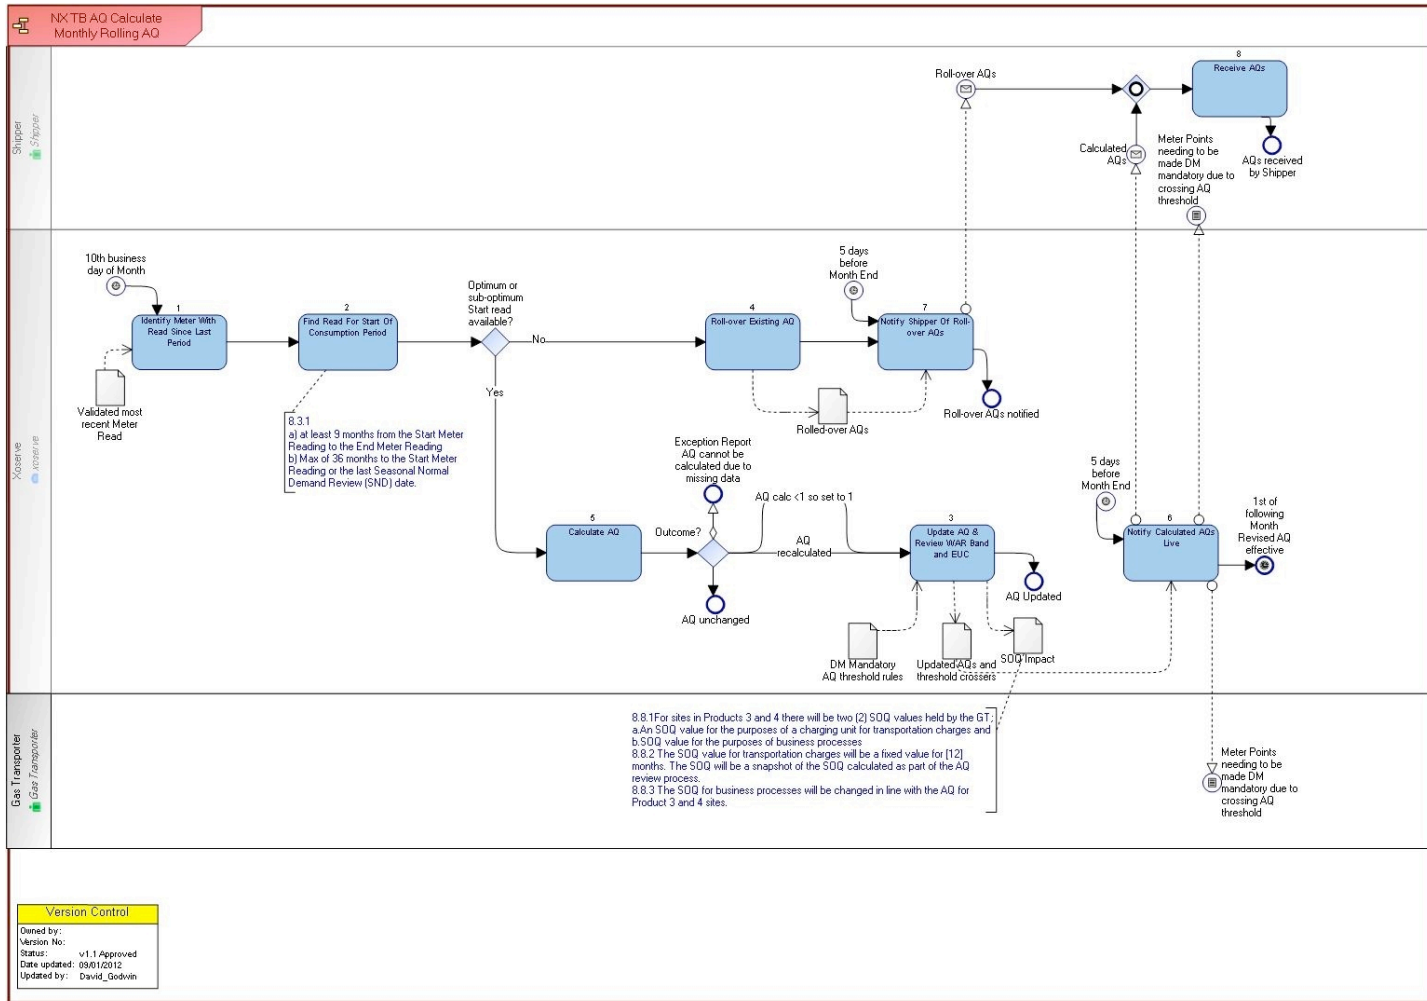 NX TB AQ Calculate
Monthly Rolling AQ
Shipper
Shipper
Roll-over AQs
8
Receive AQs
Calculated
AQs
Meter Points
needing to be
made DM
mandatory due to
crossing AQ
threshold
AQs received
by Shipper
Xoserve
xoserve
10th business
day of Month
1
Identify Meter With
Read Since Last
Period
Validated most
recent Meter
Read
2
Find Read For Start Of
Consumption Period
8.3.1
a) at least 9 months from the Start Meter
Reading to the End Meter Reading
b) Max of 36 months to the Start Meter
Reading or the last Seasonal Normal
Demand Review (SND) date.
Optimum or
sub-optimum
Start read
available?
No
Yes
4
Roll-over Existing AQ
Rolled-over AQs
5 days
before
Month End
7
Notify Shipper Of Roll-
over AQs
Roll-over AQs notified
5
Calculate AQ
Exception Report
AQ cannot be
calculated due to
missing data
Outcome?
AQ unchanged
AQ calc <1 so set to 1
AQ
recalculated
3
Update AQ &
Review WAR Band
and EUC
AQ Updated
DM Mandatory
AQ threshold rules
Updated AQs and
threshold crossers
SOQ Impact
5 days
before
Month End
6
Notify Calculated AQs
Live
1st of
following
Month
Revised AQ
effective
Gas Transporter
Gas Transporter
8.8.1For sites in Products 3 and 4 there will be two (2) SOQ values held by the GT;
a.An SOQ value for the purposes of a charging unit for transportation charges and
b.SOQ value for the purposes of business processes
8.8.2 The SOQ value for transportation charges will be a fixed value for [12]
months. The SOQ will be a snapshot of the SOQ calculated as part of the AQ
review process.
8.8.3 The SOQ for business processes will be changed in line with the AQ for
Product 3 and 4 sites.
Meter Points
needing to be
made DM
mandatory due to
crossing AQ
threshold
Version Control
Owned by:
Version No:
Status: v1.1 Approved
Date updated: 09/01/2012
Updated by: David_Godwin